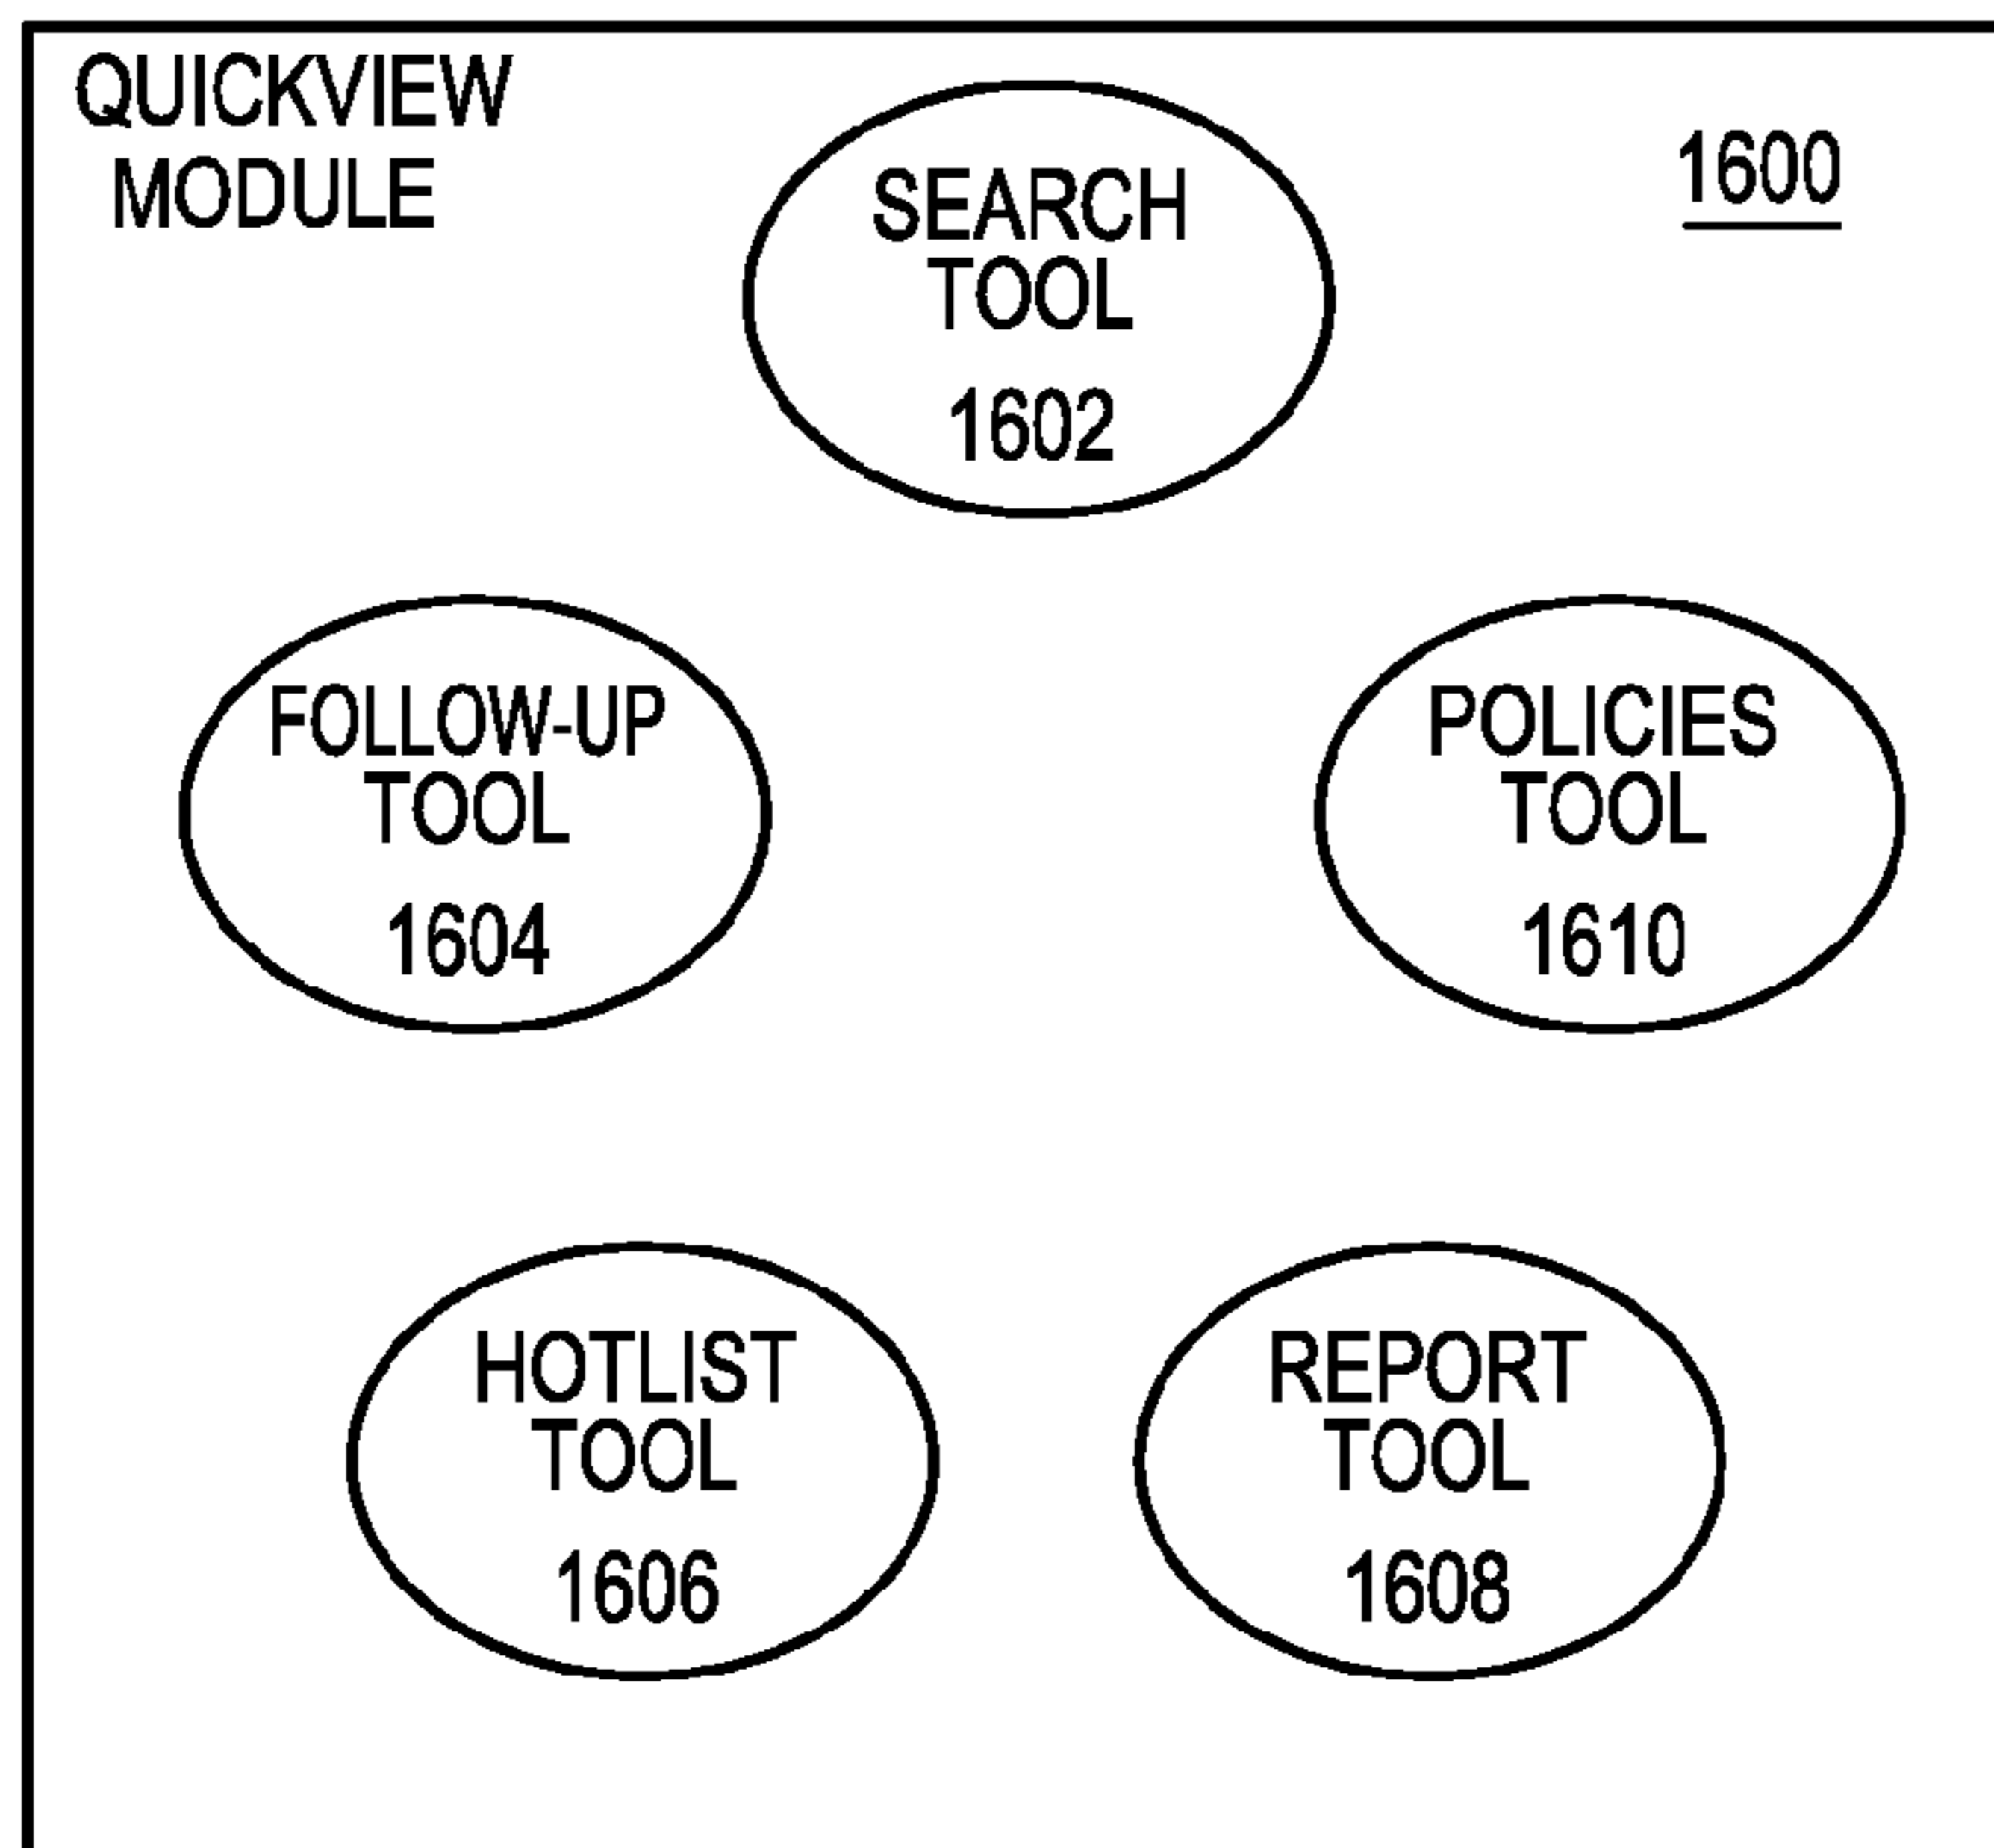 QUICKVIEW
MODULE
1600
SEARCH
TOOL
1602
FOLLOW-UP
TOOL
1604
POLICIES
TOOL
1610
HOTLIST
TOOL
1606
REPORT
TOOL
1608